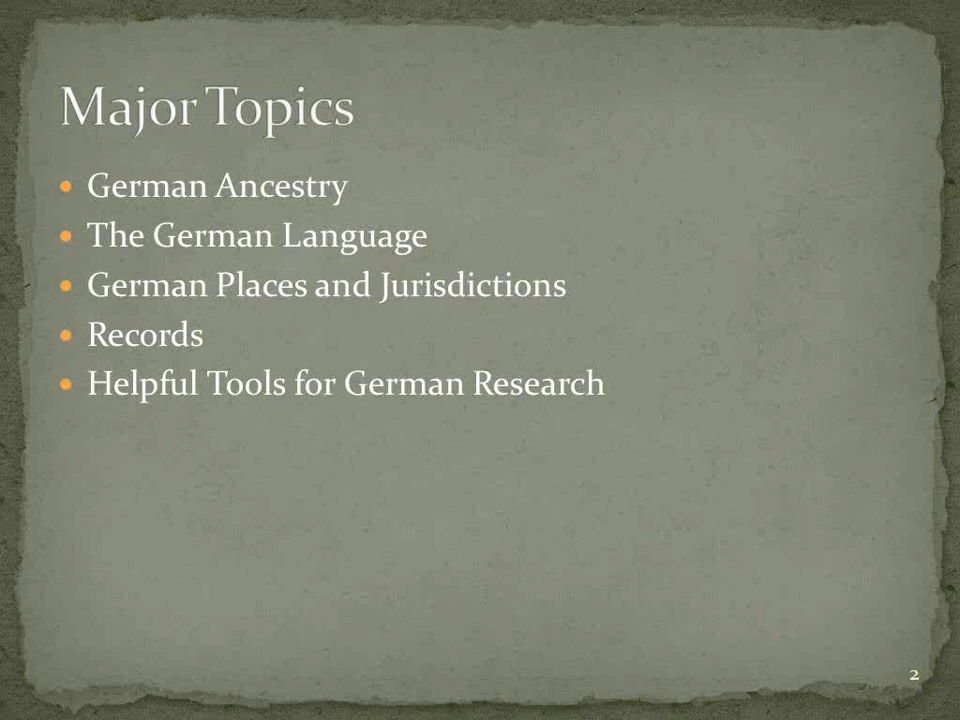 Major Topics
German Ancestry
The German Language
German Places and Jurisdictions
Records
Helpful Tools for German Research
2